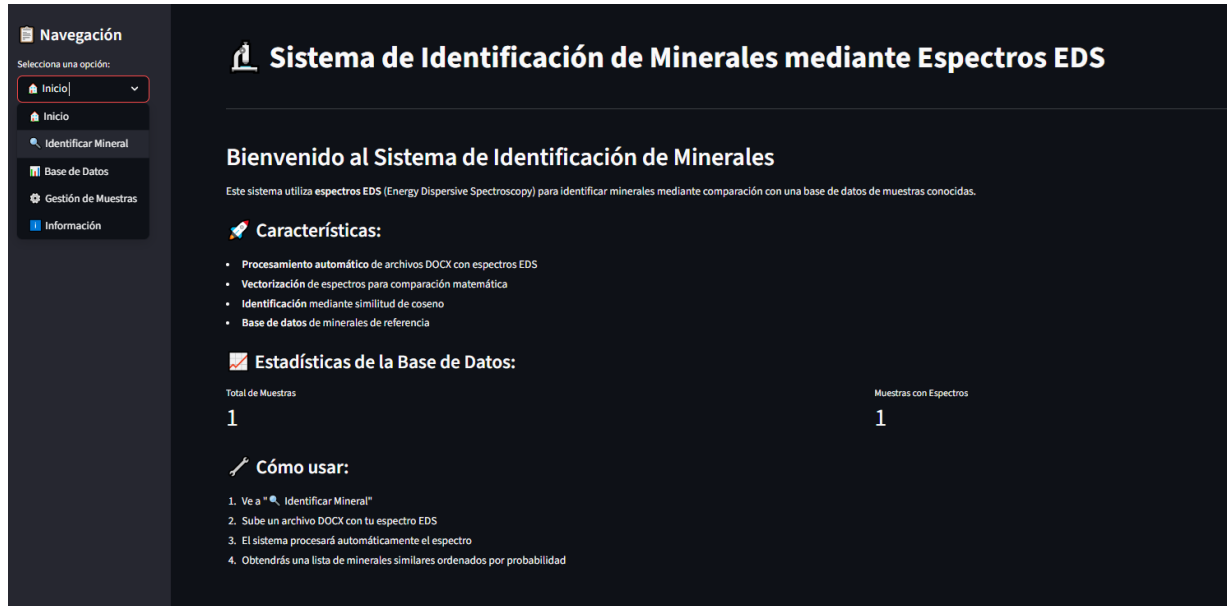 📋 Navegación
Selecciona una opción:
🏠 Inicio
🏠 Inicio
🔍 Identificar Mineral
📊 Base de Datos
⚙️ Gestión de Muestras
ℹ️ Información
🔬 Sistema de Identificación de Minerales mediante Espectros EDS
Bienvenido al Sistema de Identificación de Minerales
Este sistema utiliza espectros EDS (Energy Dispersive Spectroscopy) para identificar minerales mediante comparación con una base de datos de muestras conocidas.
🚀 Características:
• Procesamiento automático de archivos DOCX con espectros EDS
• Vectorización de espectros para comparación matemática
• Identificación mediante similitud de coseno
• Base de datos de minerales de referencia
📈 Estadísticas de la Base de Datos:
Total de Muestras
1
Muestras con Espectros
1
🔧 Cómo usar:
1. Ve a "🔍 Identificar Mineral"
2. Sube un archivo DOCX con tu espectro EDS
3. El sistema procesará automáticamente el espectro
4. Obtendrás una lista de minerales similares ordenados por probabilidad